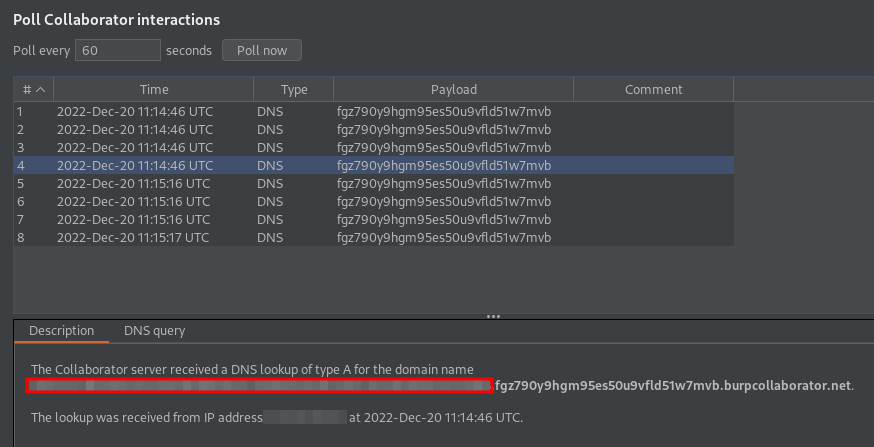 Poll Collaborator interactions
Poll every 60 seconds Poll now
# Time Type Payload Comment
1 2022-Dec-20 11:14:46 UTC DNS fgz790y9hgm95es50u9vfld51w7mvb
2 2022-Dec-20 11:14:46 UTC DNS fgz790y9hgm95es50u9vfld51w7mvb
3 2022-Dec-20 11:14:46 UTC DNS fgz790y9hgm95es50u9vfld51w7mvb
4 2022-Dec-20 11:14:46 UTC DNS fgz790y9hgm95es50u9vfld51w7mvb
5 2022-Dec-20 11:15:16 UTC DNS fgz790y9hgm95es50u9vfld51w7mvb
6 2022-Dec-20 11:15:16 UTC DNS fgz790y9hgm95es50u9vfld51w7mvb
7 2022-Dec-20 11:15:16 UTC DNS fgz790y9hgm95es50u9vfld51w7mvb
8 2022-Dec-20 11:15:17 UTC DNS fgz790y9hgm95es50u9vfld51w7mvb
Description DNS query
The Collaborator server received a DNS lookup of type A for the domain name
.fgz790y9hgm95es50u9vfld51w7mvb.burpcollaborator.net.
The lookup was received from IP address at 2022-Dec-20 11:14:46 UTC.